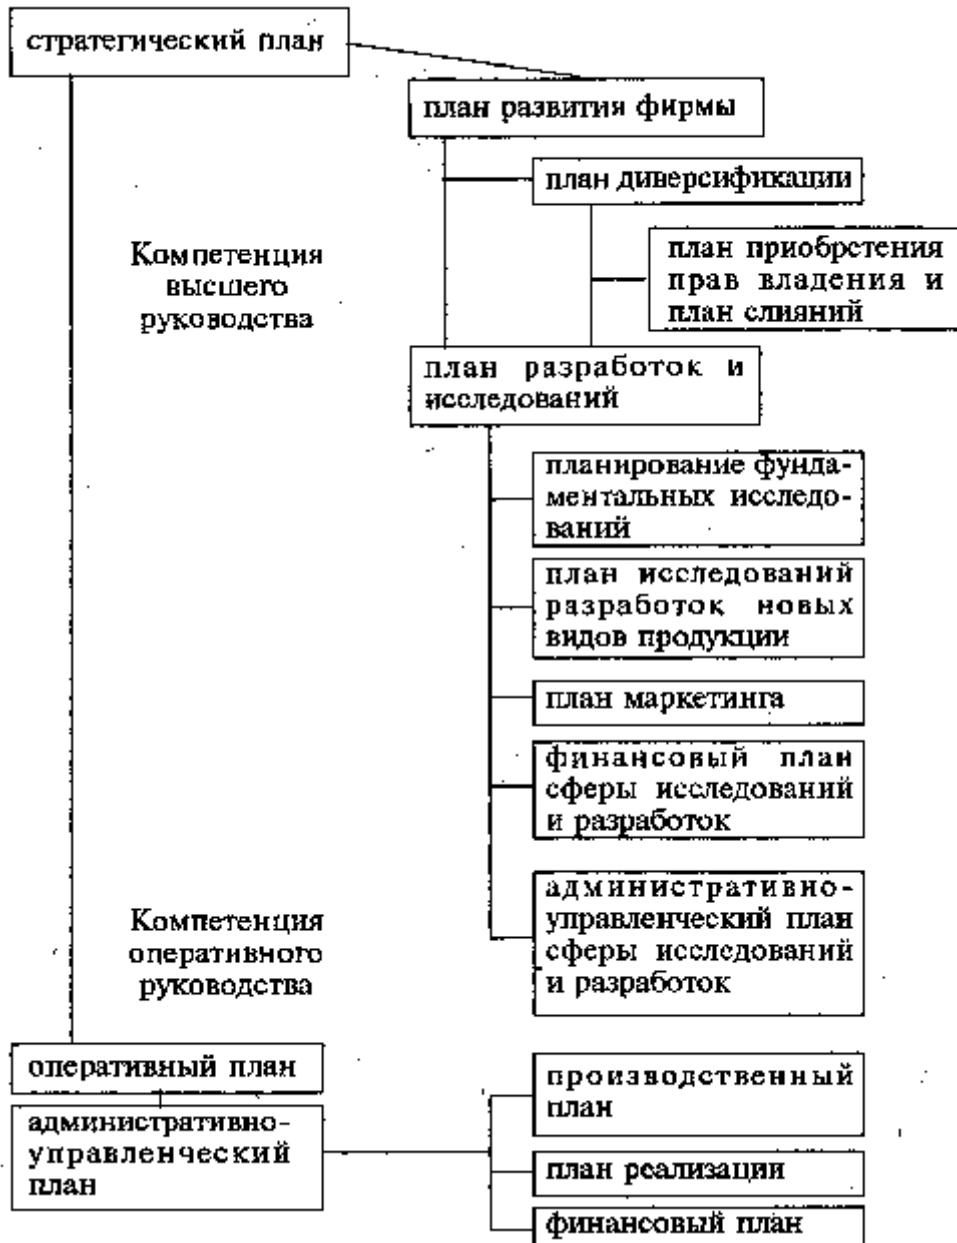 стратегический план
план развития фирмы
план диверсификации
Компетенция
высшего
руководства
план приобретения
прав владения и
план слияний
план разработок и
исследований
планирование фунда-
ментальных исследо-
ваний
план исследований
разработок новых
видов продукции
план маркетинга
финансовый план
сферы исследований
и разработок
административно-
управленческий план
сферы исследований
и разработок
Компетенция
оперативного
руководства
оперативный план
административно-
управленческий
план
производственный
план
план реализации
финансовый план